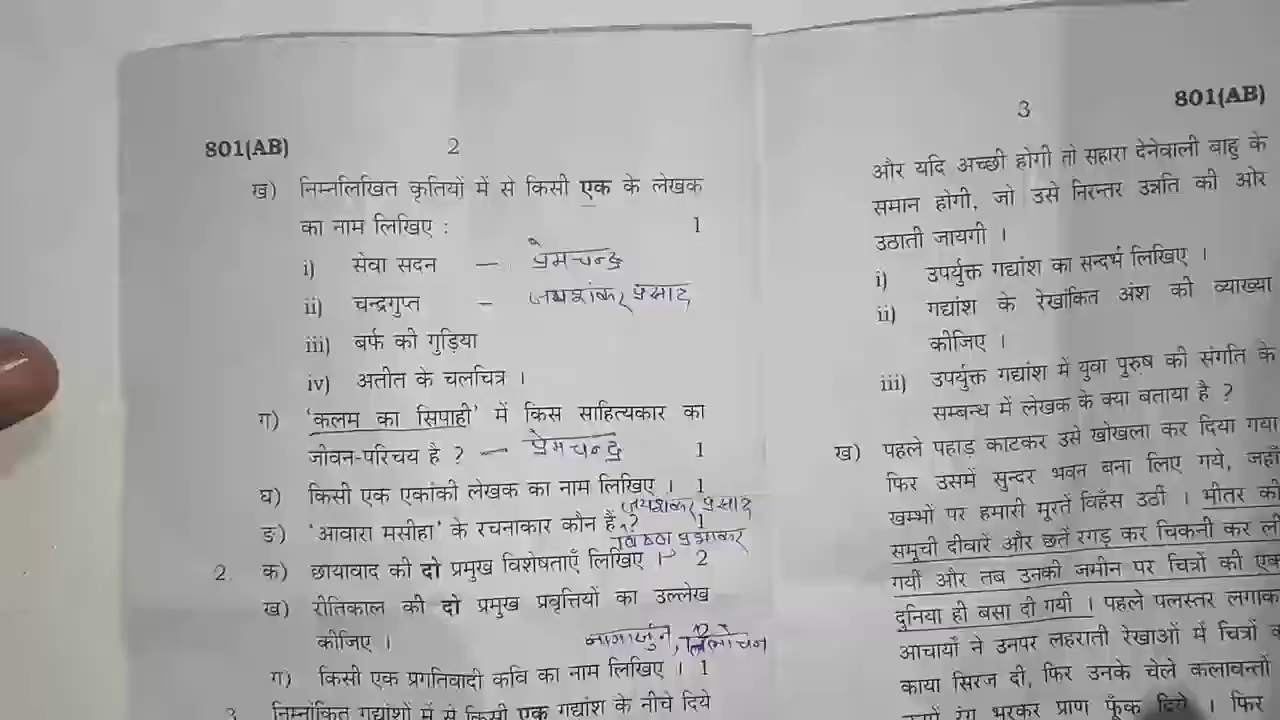 801(AB)
2
ख) निम्नलिखित कृतियों में से किसी एक के लेखक
का नाम लिखिए : 1
i) सेवा सदन — प्रेमचन्द्र
ii) चन्द्रगुप्त - जयशंकर प्रसाद
iii) बर्फ की गुड़िया
iv) अतीत के चलचित्र ।
ग) 'कलम का सिपाही' में किस साहित्यकार का
जीवन-परिचय है ? — प्रेमचन्द्र 1
घ) किसी एक एकांकी लेखक का नाम लिखिए । 1
जयशंकर प्रसाद
ङ) 'आवारा मसीहा' के रचनाकार कौन हैं ? 1
2. क) छायावाद की दो प्रमुख विशेषताएँ लिखिए । 2
ख) रीतिकाल की दो प्रमुख प्रवृत्तियों का उल्लेख
कीजिए । 2
नागार्जुन, त्रिलोचन
ग) किसी एक प्रगतिवादी कवि का नाम लिखिए । 1
3. निम्नांकित गद्यांशों में से किसी एक गद्यांश के नीचे दिये
3
801(AB)
और यदि अच्छी होगी तो सहारा देनेवाली बाहु के
समान होगी, जो उसे निरन्तर उन्नति की ओर
उठाती जायगी ।
i) उपर्युक्त गद्यांश का सन्दर्भ लिखिए ।
ii) गद्यांश के रेखांकित अंश की व्याख्या
कीजिए ।
iii) उपर्युक्त गद्यांश में युवा पुरुष की संगति के
सम्बन्ध में लेखक के क्या बताया है ?
ख) पहले पहाड़ काटकर उसे खोखला कर दिया गया
फिर उसमें सुन्दर भवन बना लिए गये, जहाँ
खम्भों पर हमारी मूरतें विहँस उठीं । भीतर की
समूची दीवारें और छतें रगड़ कर चिकनी कर ली
गयीं और तब उनकी जमीन पर चित्रों की एक
दुनिया ही बसा दी गयी । पहले पलस्तर लगाकर
आचार्यों ने उनपर लहराती रेखाओं में चित्रों
काया सिरज दी, फिर उनके चेले कलावन्तों
रंग भरकर प्राण फूँक दिये । फिर